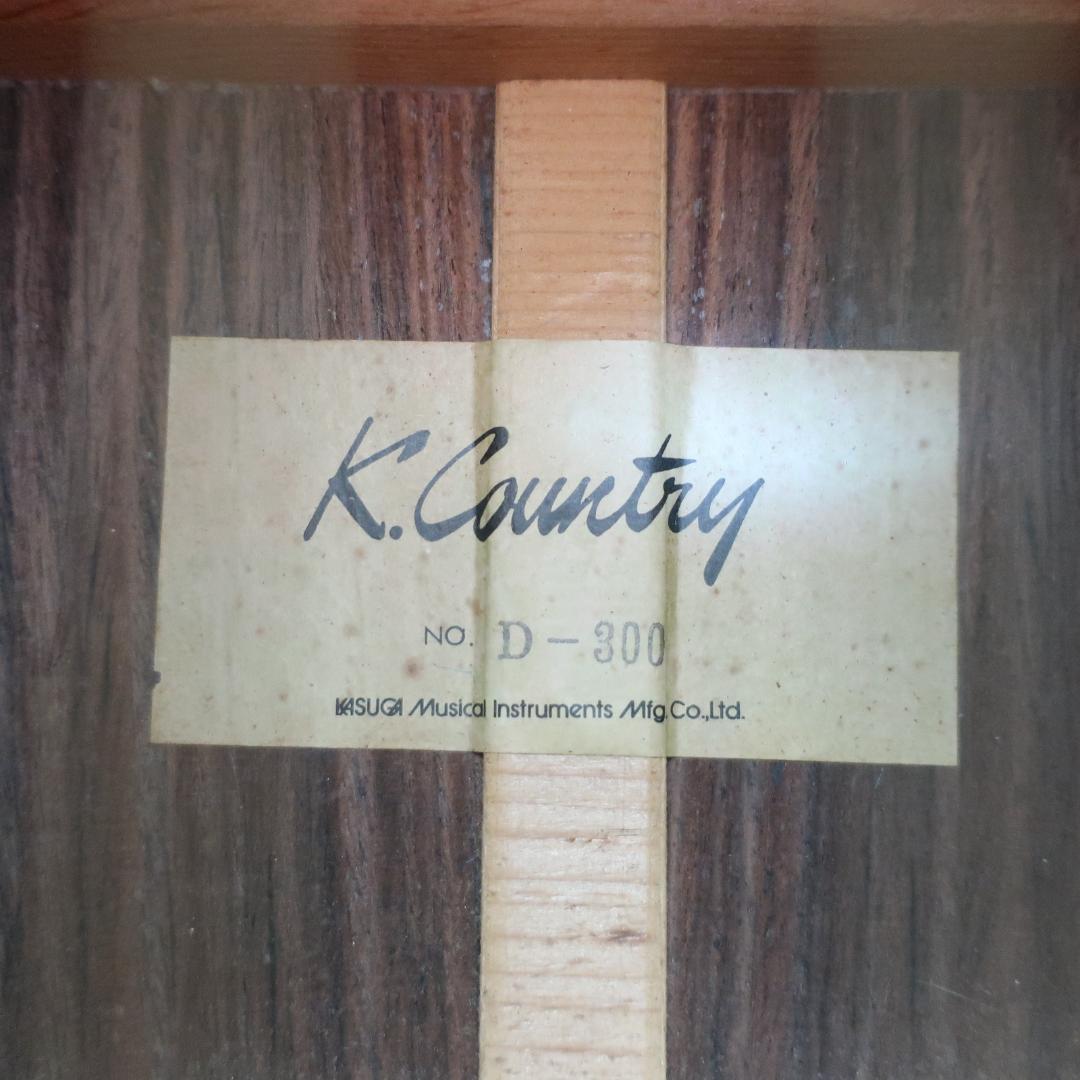 K. Country
NO. D-300
KASUGA Musical Instruments Mfg.Co.,Ltd.